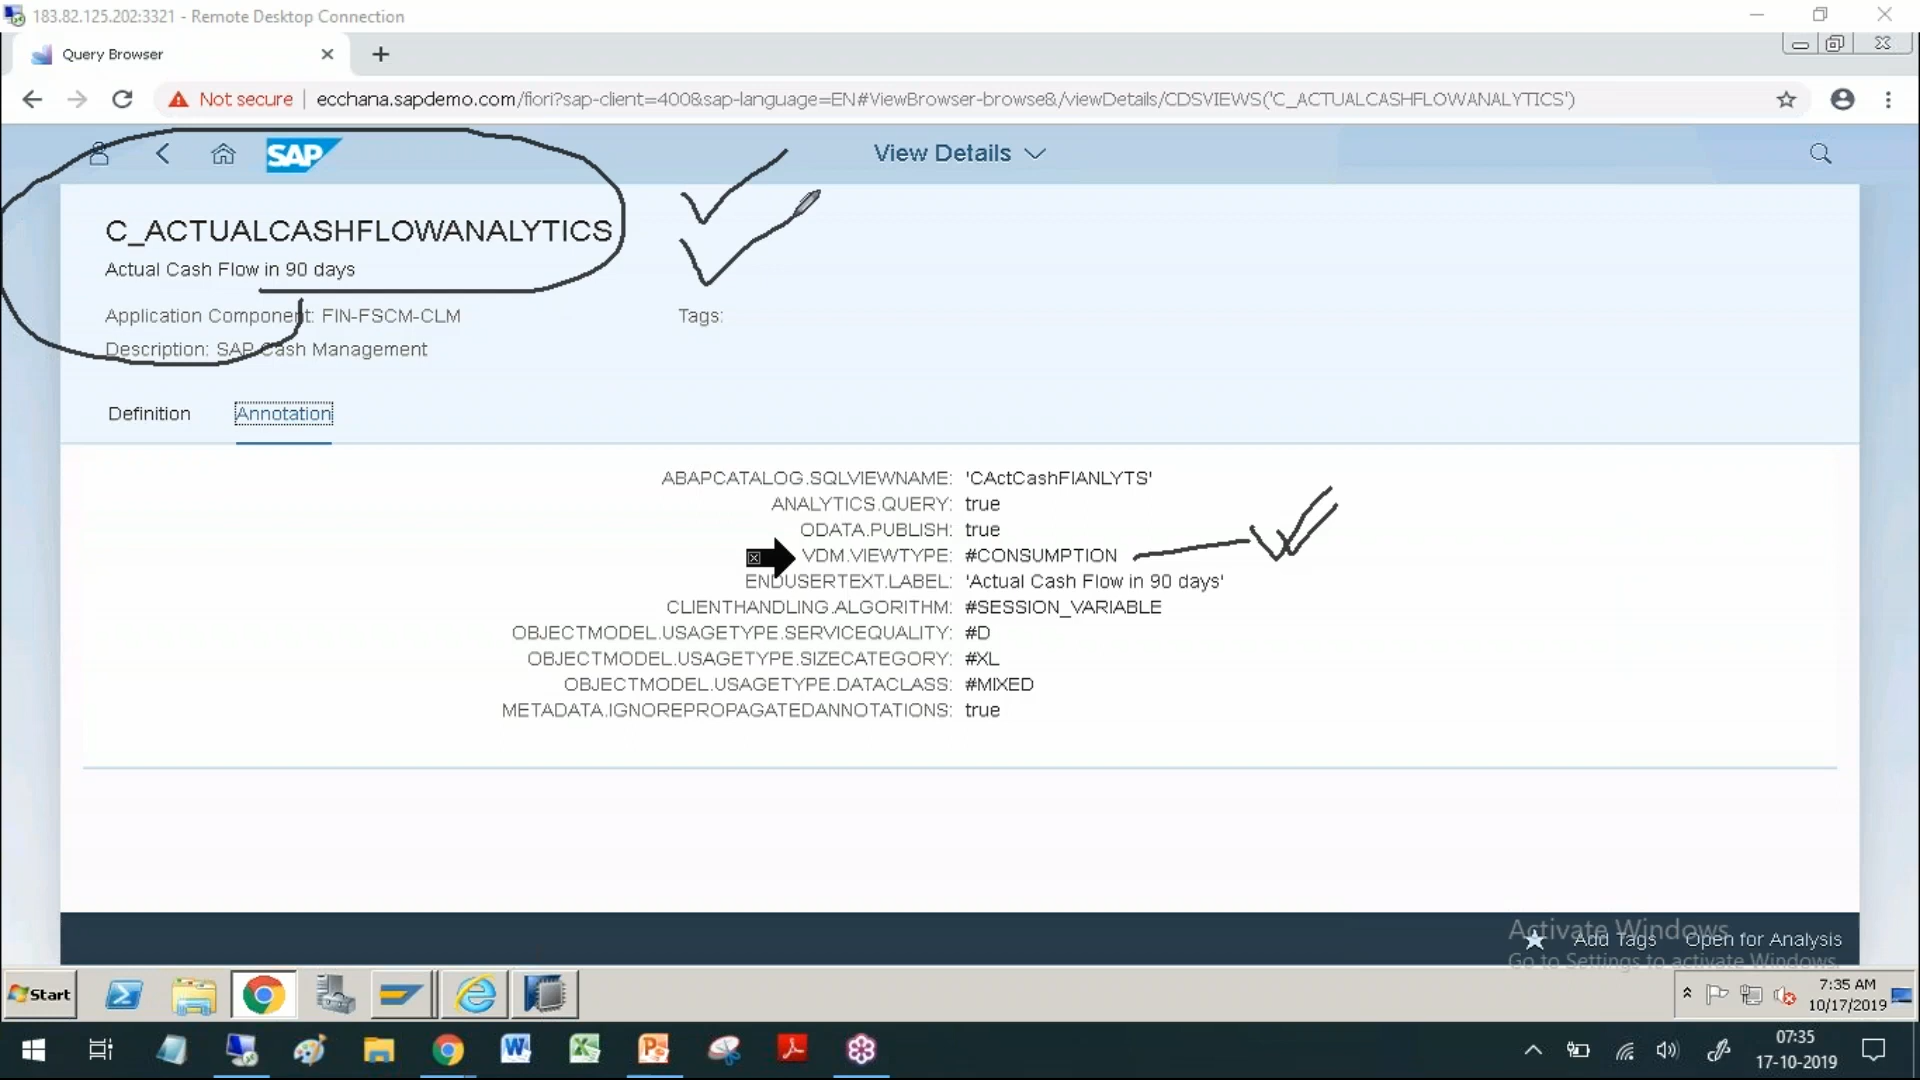 183.82.125.202:3321 - Remote Desktop Connection
Query Browser
Not secure | ecchana.sapdemo.com/fiori?sap-client=400&sap-language=EN#ViewBrowser-browse&/viewDetails/CDSVIEWS('C_ACTUALCASHFLOWANALYTICS')
SAP
View Details
C_ACTUALCASHFLOWANALYTICS
Actual Cash Flow in 90 days
Application Component: FIN-FSCM-CLM
Tags:
Description: SAP Cash Management
Definition
Annotation
ABAPCATALOG.SQLVIEWNAME: 'CActCashFlANLYTS'
ANALYTICS.QUERY: true
ODATA.PUBLISH: true
VDM.VIEWTYPE: #CONSUMPTION
ENDUSERTEXT.LABEL: 'Actual Cash Flow in 90 days'
CLIENTHANDLING.ALGORITHM: #SESSION_VARIABLE
OBJECTMODEL.USAGETYPE.SERVICEQUALITY: #D
OBJECTMODEL.USAGETYPE.SIZECATEGORY: #XL
OBJECTMODEL.USAGETYPE.DATACLASS: #MIXED
METADATA.IGNOREPROPAGATEDANNOTATIONS: true
Activate Windows
Add Tags
Open for Analysis
Go to Settings to activate Windows.
Start
7:35 AM
10/17/2019
07:35
17-10-2019